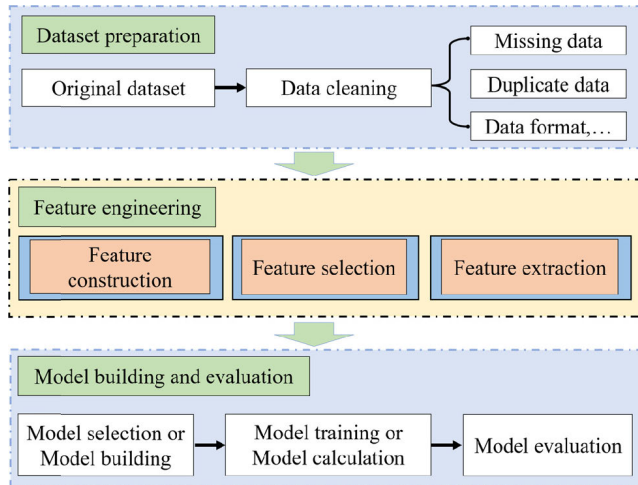 Dataset preparation
Original dataset
Data cleaning
Missing data
Duplicate data
Data format,…
Feature engineering
Feature
construction
Feature selection
Feature extraction
Model building and evaluation
Model selection or
Model building
Model training or
Model calculation
Model evaluation